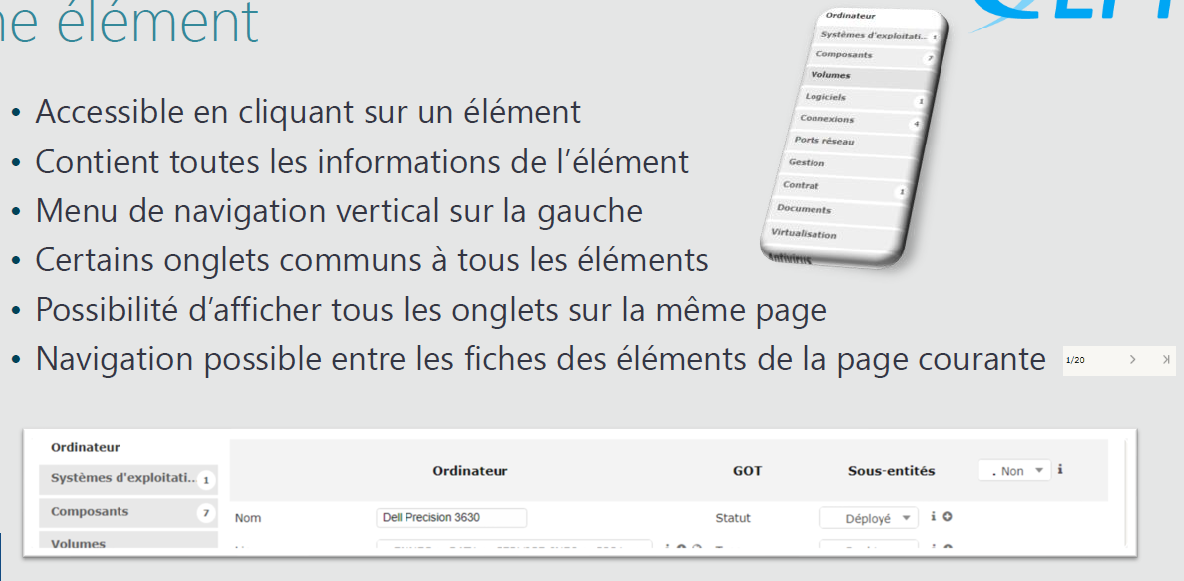 élément
Ordinateur
Systèmes d'exploitati... 1
Composants 7
Volumes
Logiciels 1
Connexions 4
Ports réseau
Gestion
Contrat 1
Documents
Virtualisation
Antivirus
• Accessible en cliquant sur un élément
• Contient toutes les informations de l'élément
• Menu de navigation vertical sur la gauche
• Certains onglets communs à tous les éléments
• Possibilité d'afficher tous les onglets sur la même page
• Navigation possible entre les fiches des éléments de la page courante
1/20
Ordinateur
Systèmes d'exploitati... 1
Composants 7
Volumes
Ordinateur GOT Sous-entités . Non
Nom Dell Precision 3630 Statut Déployé